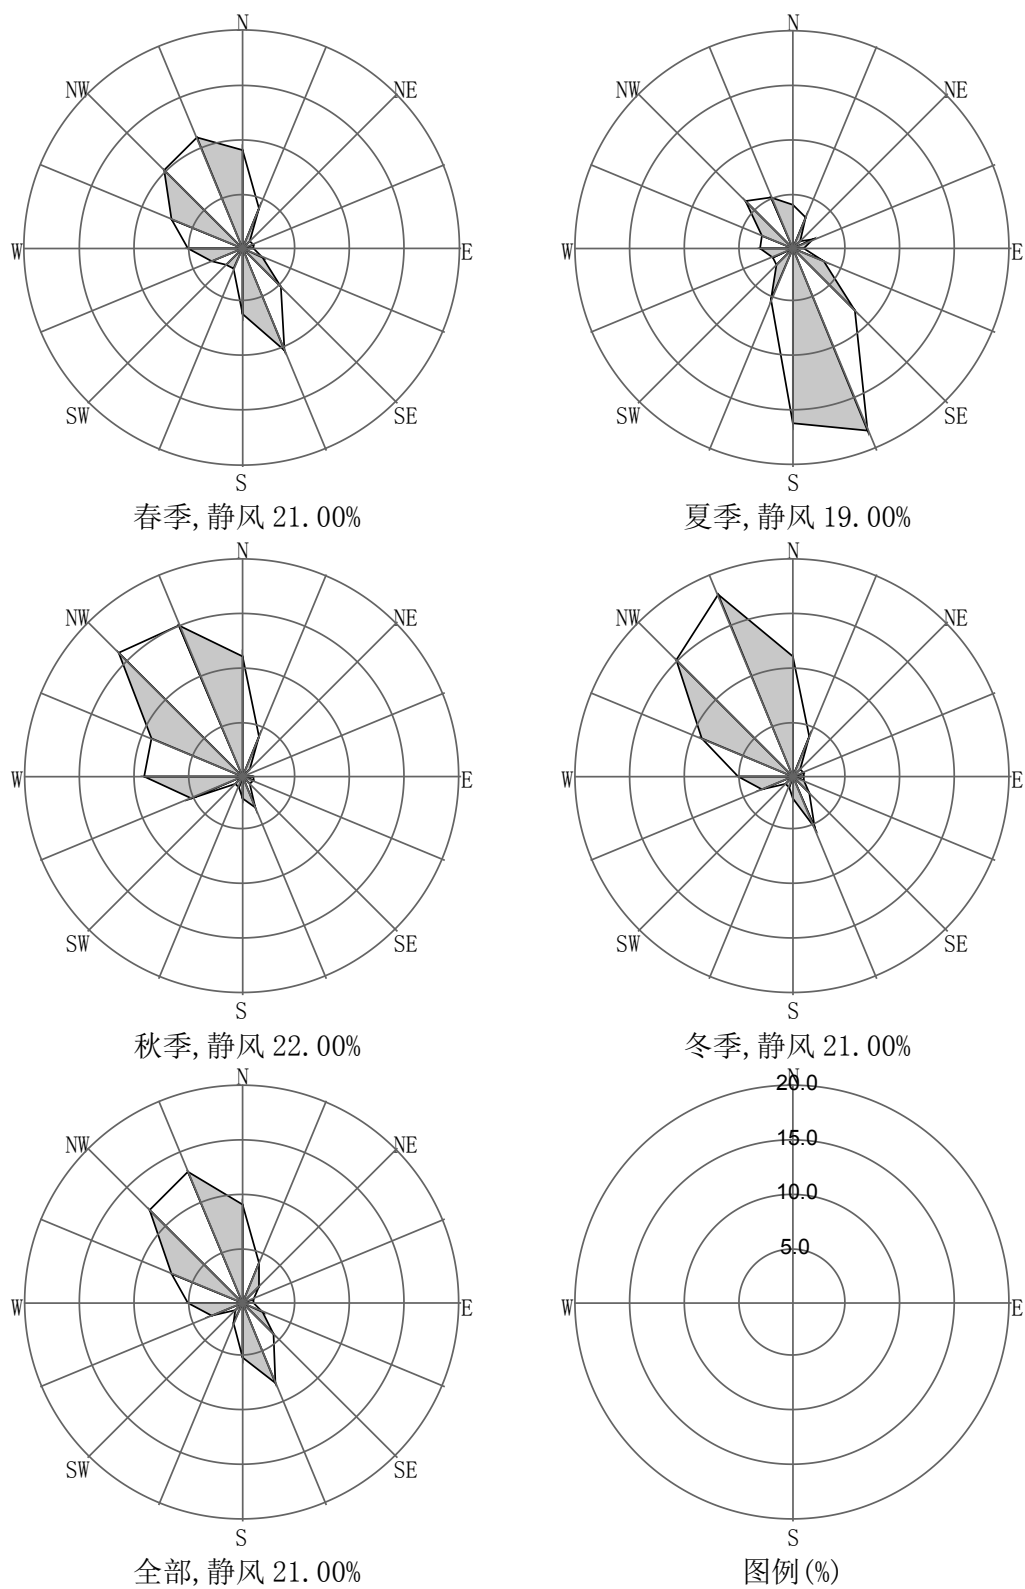 N N
NW NE NW NE
W E W E
SW SE SW SE
S S
春季,静风 21.00% 夏季,静风 19.00%
N N
NW NE NW NE
W E W E
SW SE SW SE
S S
秋季,静风 22.00% 冬季,静风 21.00%
N N
20.0
NW NE 15.0
10.0
5.0
W E W E
SW SE
S S
全部,静风 21.00% 图例(%)